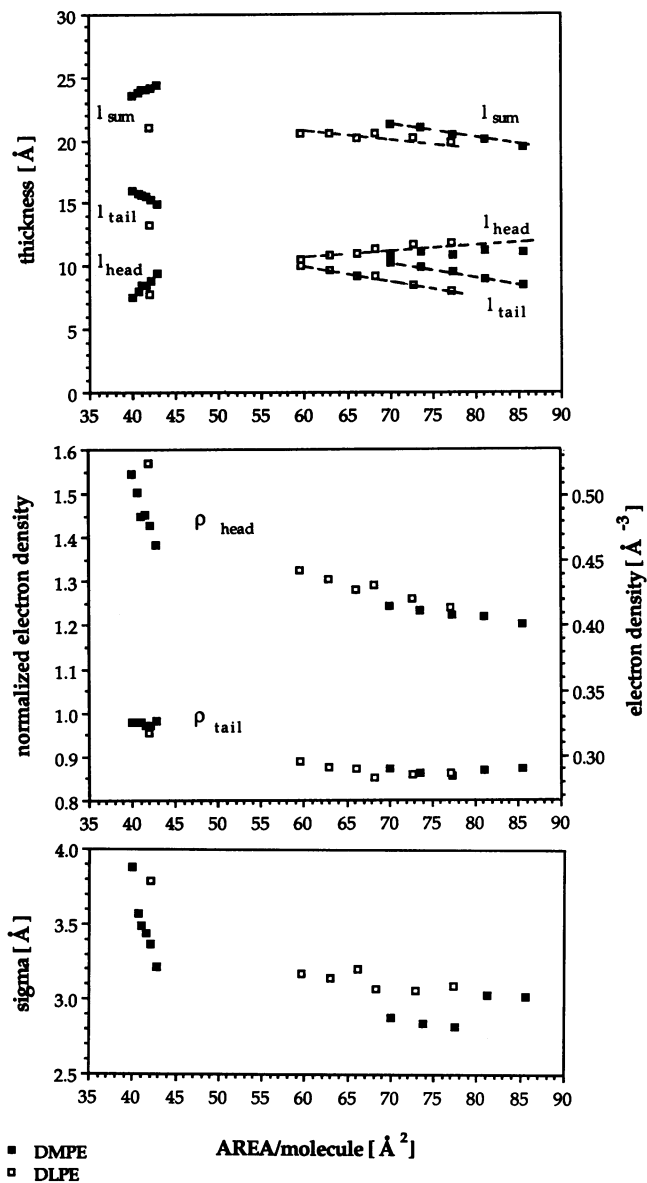 30
25
20
15
10
5
0
thickness [ Å ]
l sum
l tail
l head
l sum
l head
l tail
35 40 45 50 55 60 65 70 75 80 85 90
1.6
1.5
1.4
1.3
1.2
1.1
1.0
0.9
0.8
normalized electron density
ρ head
ρ tail
0.50
0.45
0.40
0.35
0.30
electron density [ Å -3 ]
35 40 45 50 55 60 65 70 75 80 85 90
4.0
3.5
3.0
2.5
sigma [ Å ]
35 40 45 50 55 60 65 70 75 80 85 90
AREA/molecule [ Å 2 ]
DMPE
DLPE